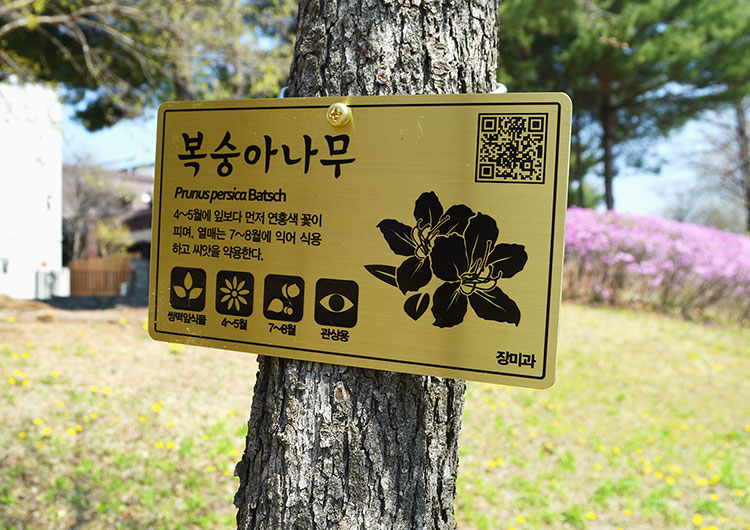 복숭아나무
Prunus persica Batsch
4~5월에 잎보다 먼저 연홍색 꽃이
피며, 열매는 7~8월에 익어 식용
하고 씨앗을 약용한다.
쌍떡잎식물
4~5월
7~8월
관상용
장미과